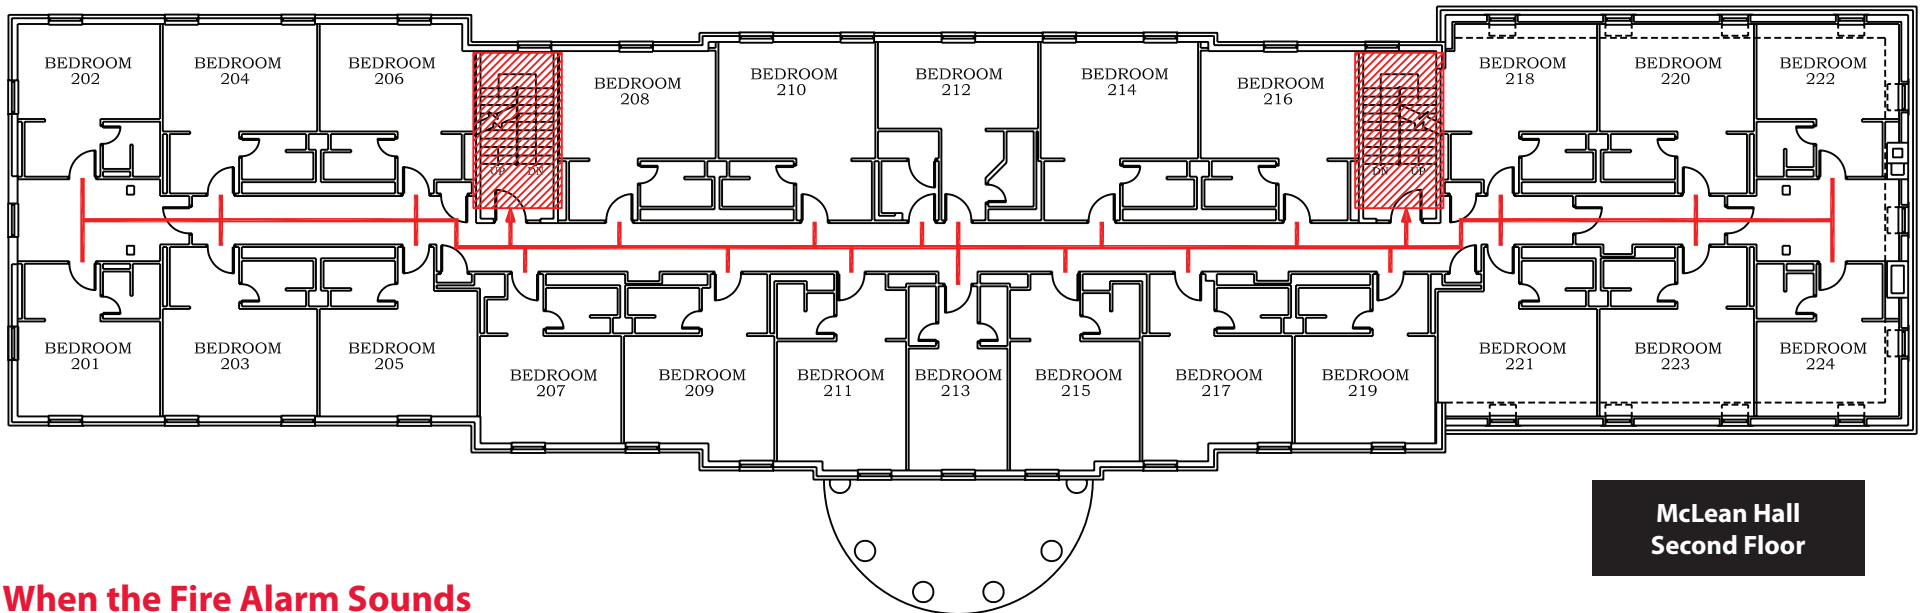 BEDROOM
202
BEDROOM
204
BEDROOM
206
BEDROOM
208
BEDROOM
210
BEDROOM
212
BEDROOM
214
BEDROOM
216
BEDROOM
218
BEDROOM
220
BEDROOM
222
UP DN
DN UP
BEDROOM
201
BEDROOM
203
BEDROOM
205
BEDROOM
207
BEDROOM
209
BEDROOM
211
BEDROOM
213
BEDROOM
215
BEDROOM
217
BEDROOM
219
BEDROOM
221
BEDROOM
223
BEDROOM
224
McLean Hall
Second Floor
When the Fire Alarm Sounds